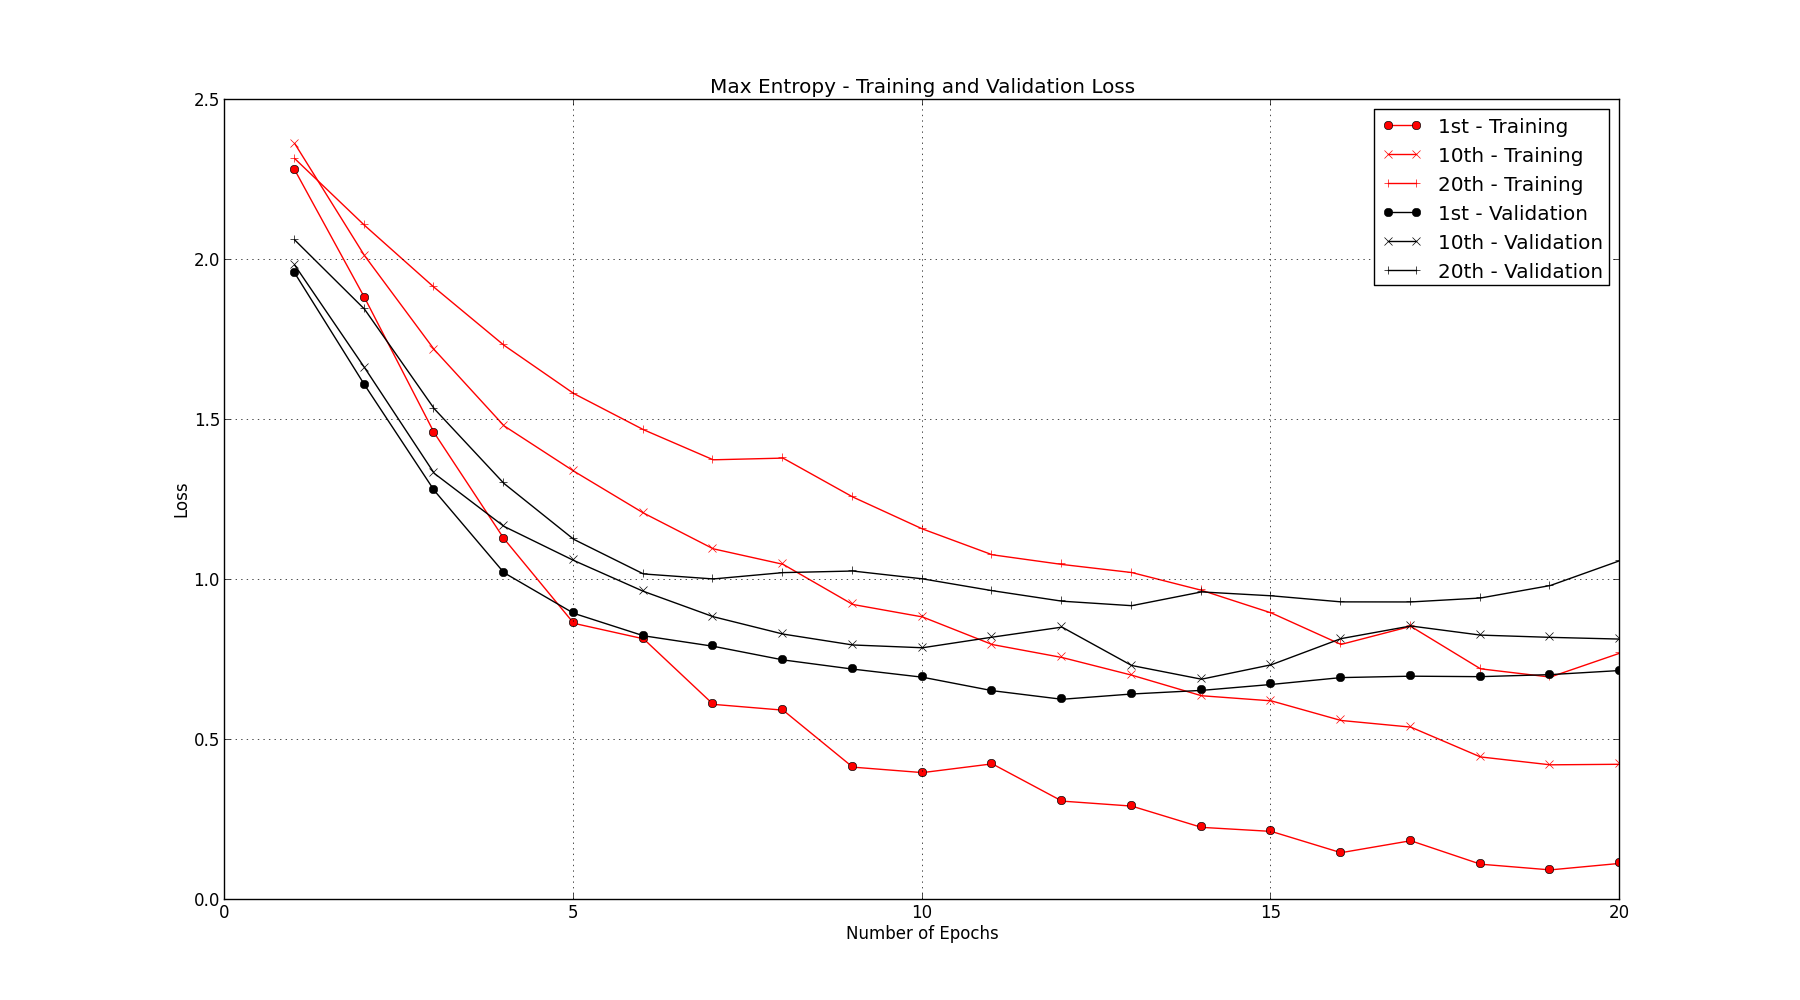 Max Entropy - Training and Validation Loss
2.5
2.0
1.5
1.0
0.5
0.0
Loss
0
5
10
15
20
Number of Epochs
1st - Training
10th - Training
20th - Training
1st - Validation
10th - Validation
20th - Validation